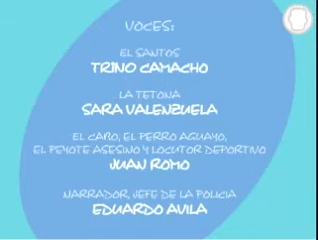 VOCES:
EL SANTOS
TRINO CAMACHO
LA TETONA
SARA VALENZUELA
EL CABO, EL PERRO AGUAYO,
EL PEYOTE ASESINO Y LOCUTOR DEPORTIVO
JUAN ROMO
NARRADOR, JEFE DE LA POLICIA
EDUARDO AVILA